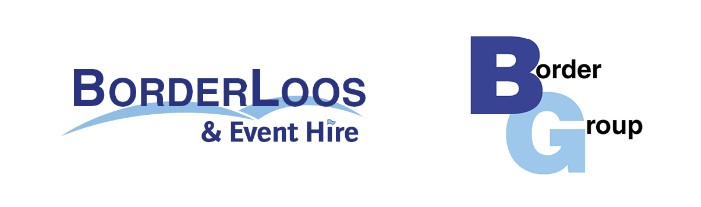 BORDERLOOS
& Event Hire
Border
Group